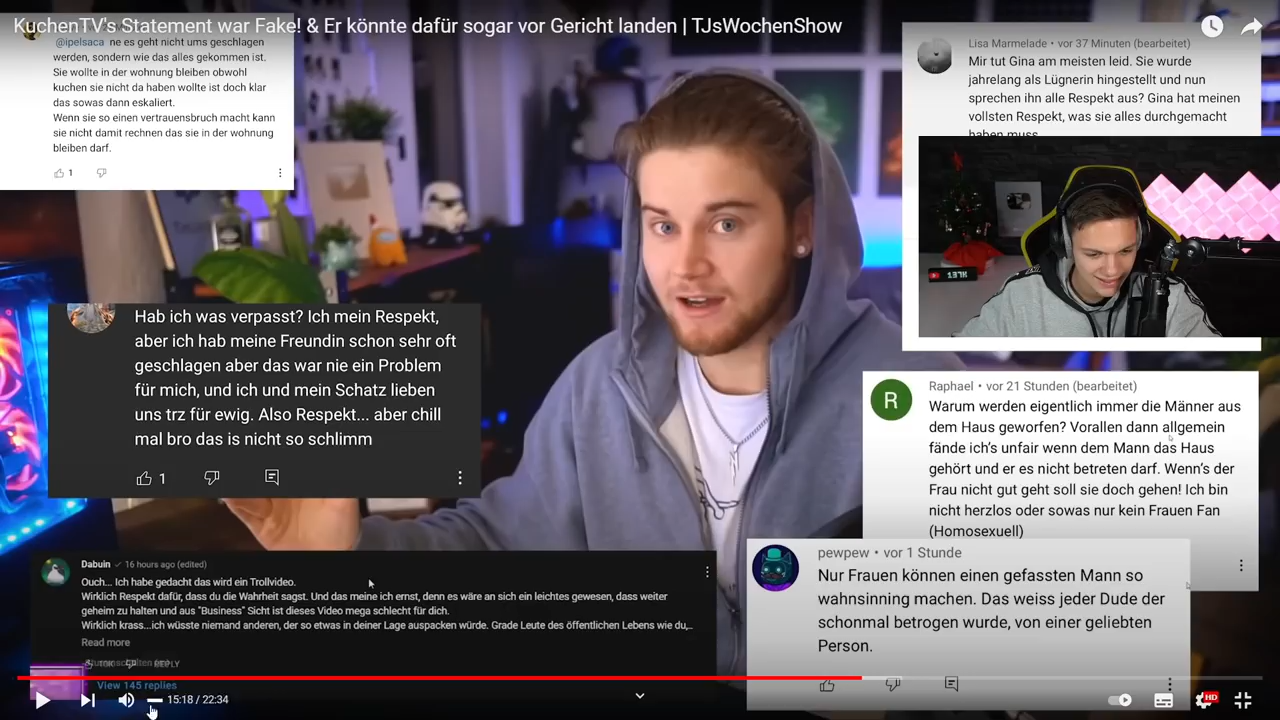 KuchenTVs Statement war Fake! & Er könnte dafür sogar vor Gericht landen | TJsWochenShow
@ipelsaca ne es geht nicht ums geschlagen
werden, sondern wie das alles gekommen ist.
Sie wollte in der wohnung bleiben obwohl
kuchen sie nicht da haben wollte ist doch klar
das sowas dann eskaliert.
Wenn sie so einen vertrauensbruch macht kann
sie nicht damit rechnen das sie in der wohnung
bleiben darf.
1
Lisa Marmelade • vor 37 Minuten (bearbeitet)
Mir tut Gina am meisten leid. Sie wurde
jahrelang als Lügnerin hingestellt und nun
sprechen ihn alle Respekt aus? Gina hat meinen
vollsten Respekt, was sie alles durchgemacht
haben muss
137K
Hab ich was verpasst? Ich mein Respekt,
aber ich hab meine Freundin schon sehr oft
geschlagen aber das war nie ein Problem
für mich, und ich und mein Schatz lieben
uns trz für ewig. Also Respekt... aber chill
mal bro das is nicht so schlimm
1
R
Raphael • vor 21 Stunden (bearbeitet)
Warum werden eigentlich immer die Männer aus
dem Haus geworfen? Vorallen dann allgemein
fände ich's unfair wenn dem Mann das Haus
gehört und er es nicht betreten darf. Wenn's der
Frau nicht gut geht soll sie doch gehen! Ich bin
nicht herzlos oder sowas nur kein Frauen Fan
(Homosexuell)
Dabuin 16 hours ago (edited)
Ouch... Ich habe gedacht das wird ein Trollvideo.
Wirklich Respekt dafür, dass du die Wahrheit sagst. Und das meine ich ernst, denn es wäre an sich ein leichtes gewesen, dass weiter
geheim zu halten und aus "Business" Sicht ist dieses Video mega schlecht für dich.
Wirklich krass...ich wüsste niemand anderen, der so etwas in deiner Lage auspacken würde. Grade Leute des öffentlichen Lebens wie du,...
Read more
REPLY
View 145 replies
pewpew • vor 1 Stunde
Nur Frauen können einen gefassten Mann so
wahnsinning machen. Das weiss jeder Dude der
schonmal betrogen wurde, von einer geliebten
Person.
15:18 / 22:34
HD